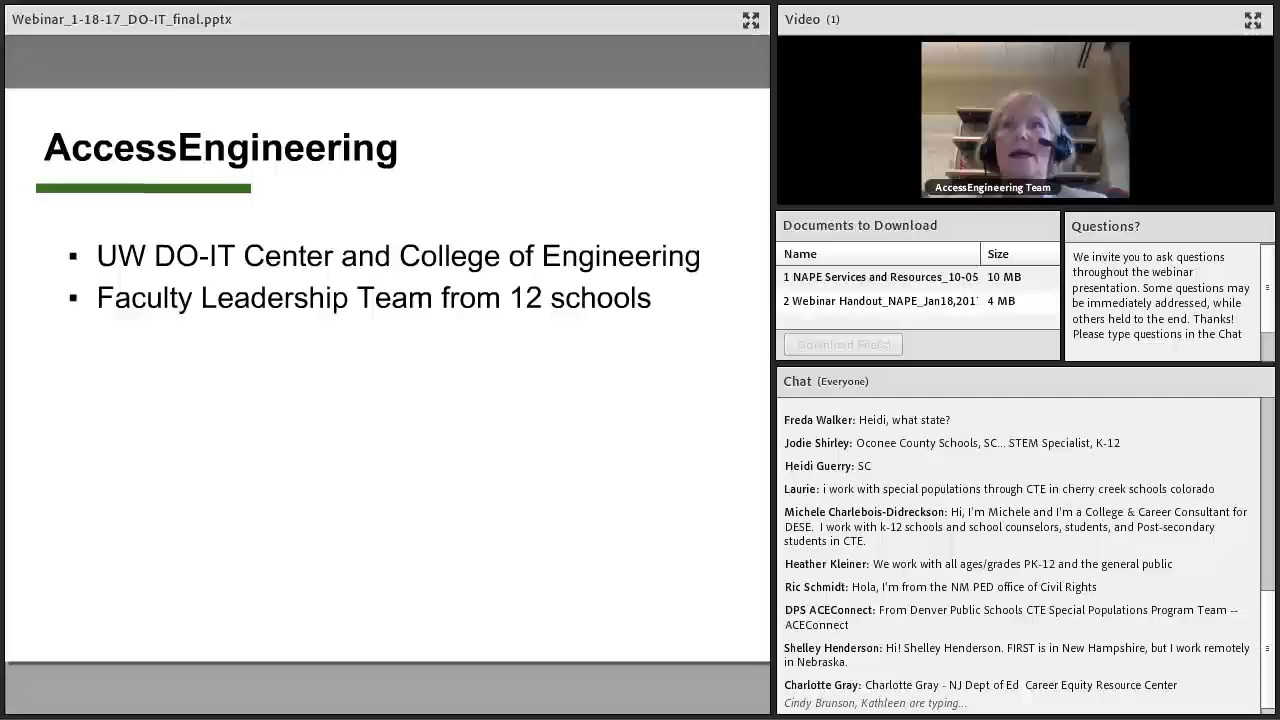 Webinar_1-18-17_DO-IT_final.pptx
AccessEngineering
▪ UW DO-IT Center and College of Engineering
▪ Faculty Leadership Team from 12 schools
Video (1)
AccessEngineering Team
Documents to Download
Name Size
1 NAPE Services and Resources_10-05 10 MB
2 Webinar Handout_NAPE_Jan18,201 4 MB
Download File(s)
Questions?
We invite you to ask questions
throughout the webinar
presentation. Some questions may
be immediately addressed, while
others held to the end. Thanks!
Please type questions in the Chat
Chat (Everyone)
Freda Walker: Heidi, what state?
Jodie Shirley: Oconee County Schools, SC... STEM Specialist, K-12
Heidi Guerry: SC
Laurie: i work with special populations through CTE in cherry creek schools colorado
Michele Charlebois-Didreckson: Hi, I'm Michele and I'm a College & Career Consultant for
DESE. I work with k-12 schools and school counselors, students, and Post-secondary
students in CTE.
Heather Kleiner: We work with all ages/grades PK-12 and the general public
Ric Schmidt: Hola, I'm from the NM PED office of Civil Rights
DPS ACEConnect: From Denver Public Schools CTE Special Populations Program Team --
ACEConnect
Shelley Henderson: Hi! Shelley Henderson. FIRST is in New Hampshire, but I work remotely
in Nebraska.
Charlotte Gray: Charlotte Gray - NJ Dept. of Ed Career Equity Resource Center
Cindy Brunson, Kathleen are typing...